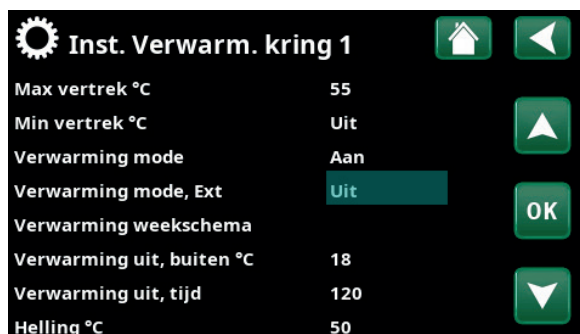 Inst. Verwarm. kring 1
Max vertrek °C 55
Min vertrek °C Uit
Verwarming mode Aan
Verwarming mode, Ext Uit
OK
Verwarming weekschema
Verwarming uit, buiten °C 18
Verwarming uit, tijd 120
Helling °C 50